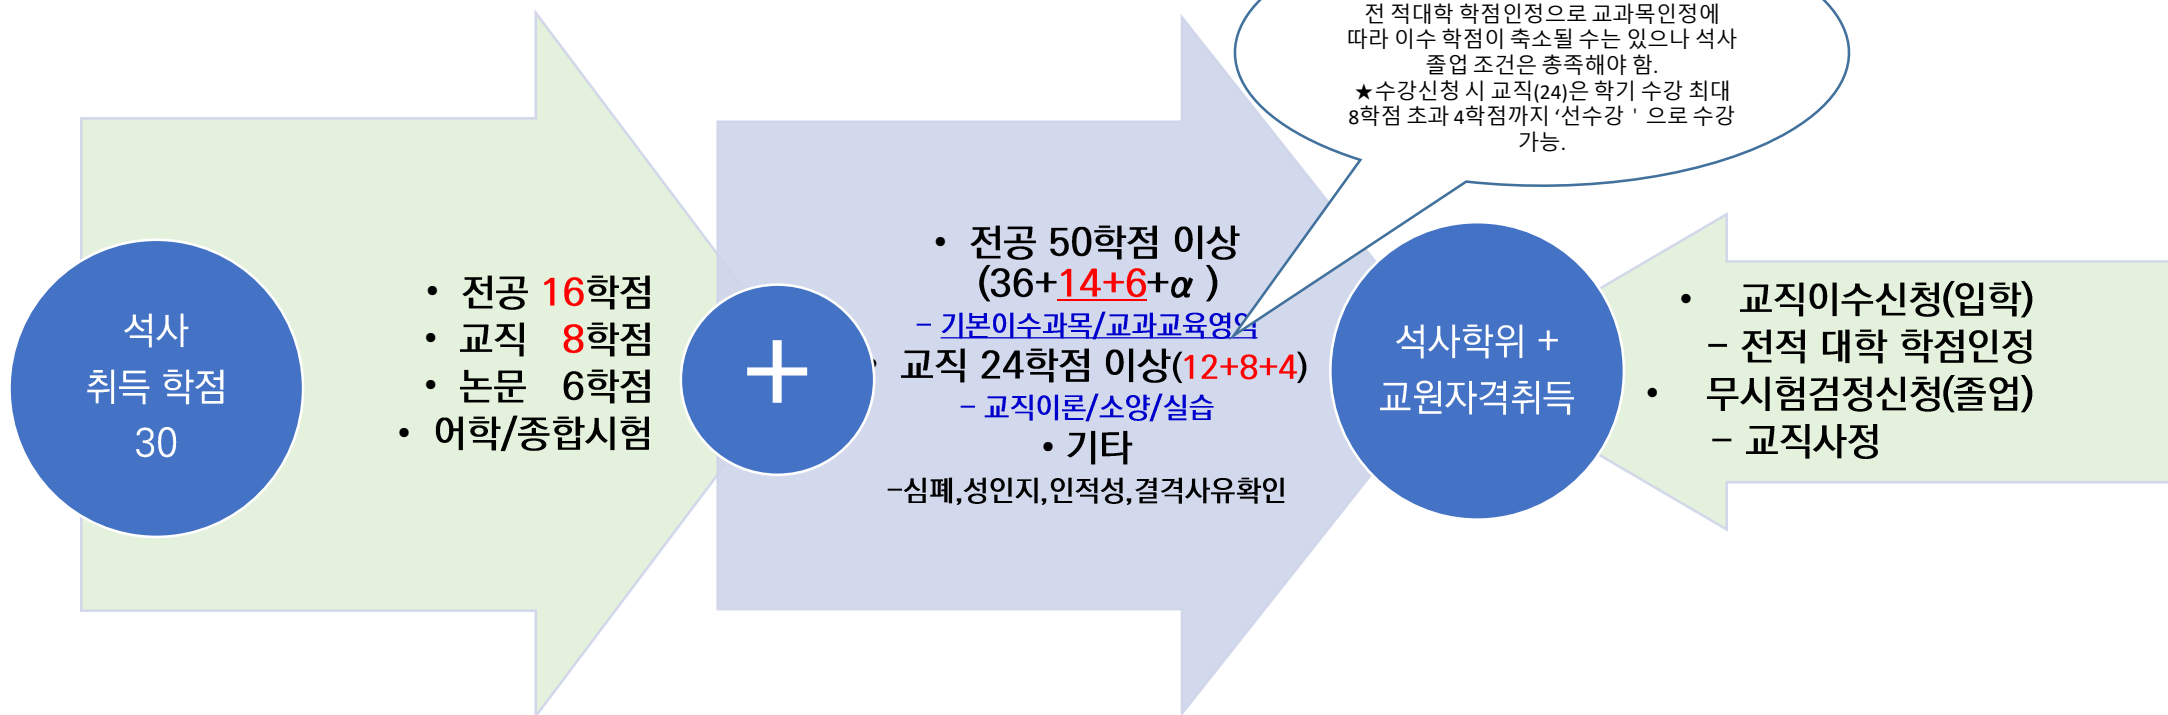 석사
취득 학점
30
• 전공 16학점
• 교직 8학점
• 논문 6학점
• 어학/종합시험
+
• 전공 50학점 이상
(36+14+6+α )
– 기본이수과목/교과교육영역
• 교직 24학점 이상(12+8+4)
– 교직이론/소양/실습
• 기타
–심폐,성인지,인적성,결격사유확인
전 적대학 학점인정으로 교과목인정에
따라 이수 학점이 축소될 수는 있으나 석사
졸업 조건은 충족해야 함.
★수강신청 시 교직(24)은 학기 수강 최대
8학점 초과 4학점까지 ‘선수강 ' 으로 수강
가능.
석사학위 +
교원자격취득
• 교직이수신청(입학)
– 전적 대학 학점인정
• 무시험검정신청(졸업)
– 교직사정